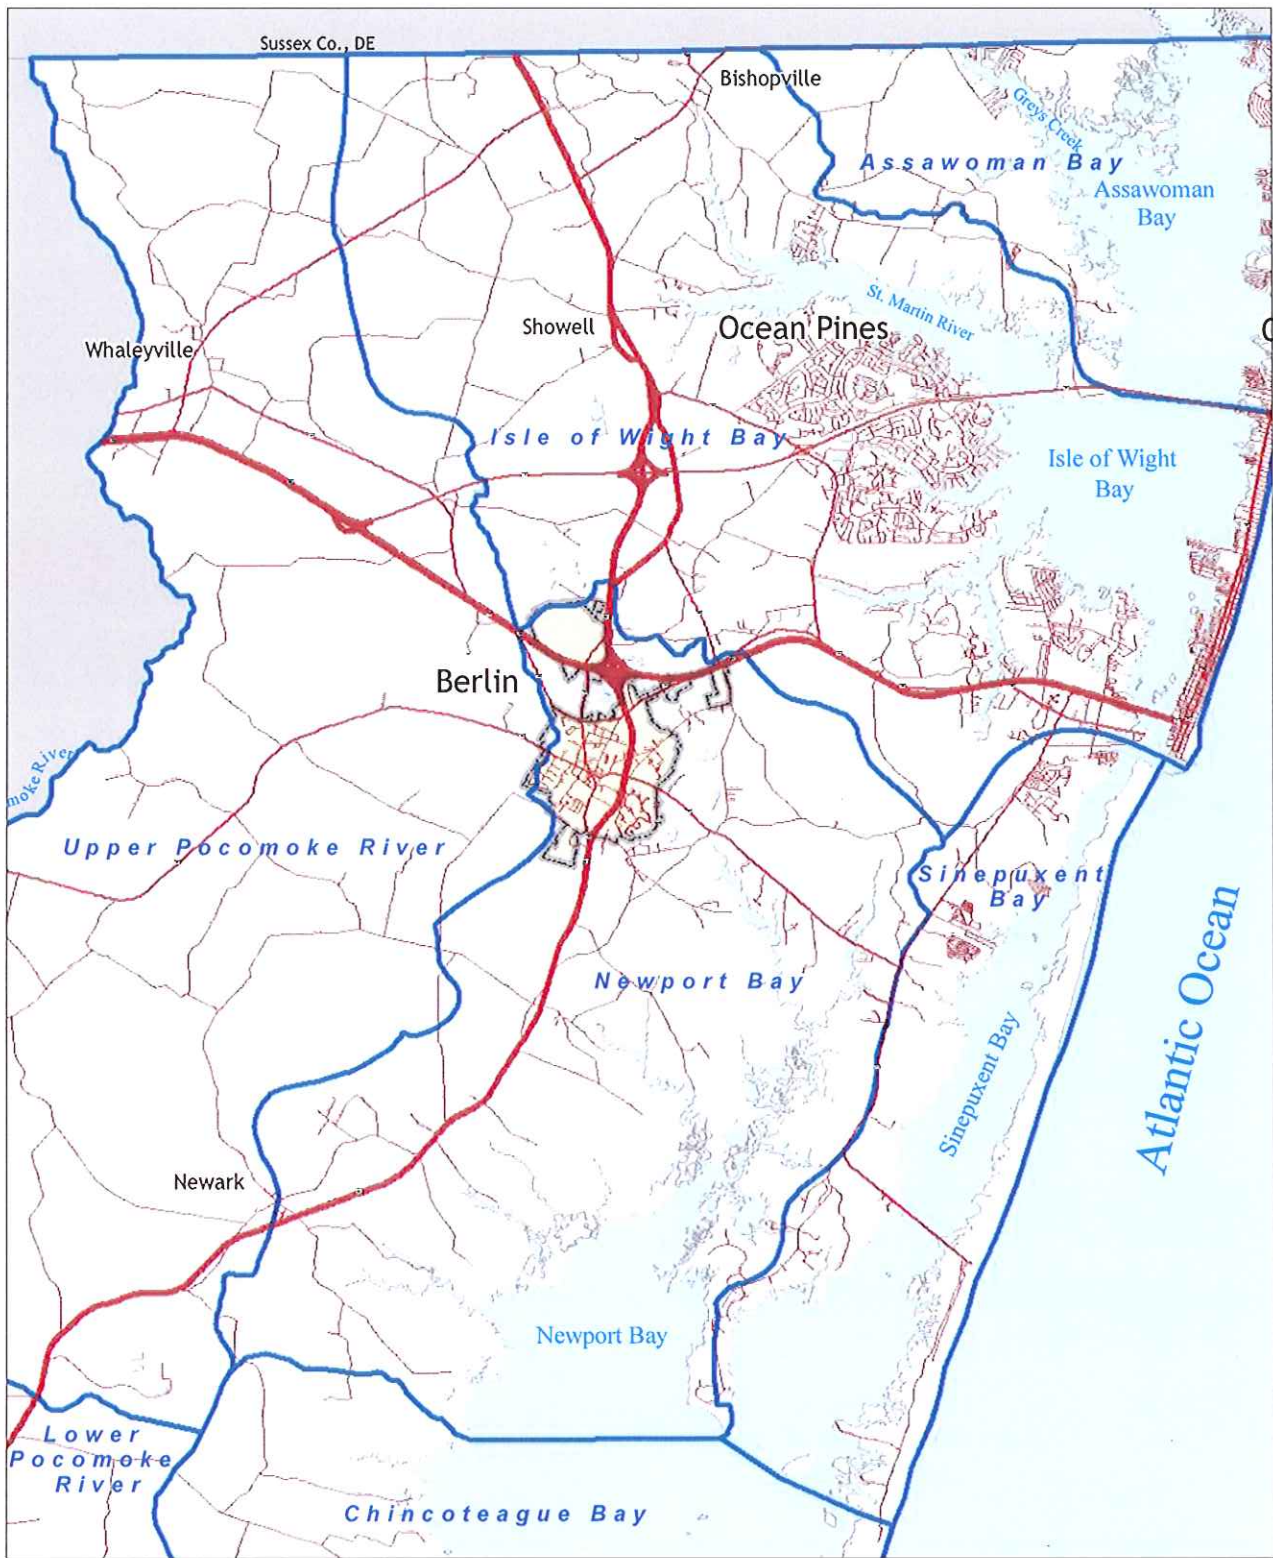 Sussex Co., DE
Bishopville
Greys Creek
Assawoman Bay
Assawoman
Bay
St. Martin River
Showell
Ocean Pines
Whaleyville
Isle of Wight Bay
Isle of Wight
Bay
Berlin
moke River
Upper Pocomoke River
Sinepuxent
Bay
Newport Bay
Atlantic Ocean
Sinepuxent Bay
Newark
Newport Bay
Lower
Pocomoke
River
Chincoteague Bay